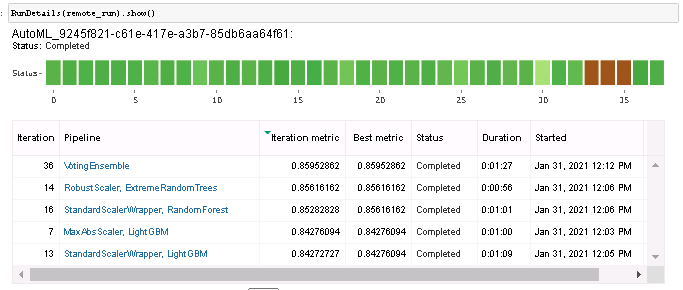 RunDetails(remote_run).show()
AutoML_9245f821-c61e-417e-a3b7-85db6aa64f61:
Status: Completed
Status
0 5 10 15 20 25 30 35
Iteration Pipeline Iteration metric Best metric Status Duration Started
36 VotingEnsemble 0.85952862 0.85952862 Completed 0:01:27 Jan 31, 2021 12:12 PM
14 RobustScaler, ExtremeRandomTrees 0.85616162 0.85616162 Completed 0:00:56 Jan 31, 2021 12:06 PM
16 StandardScalerWrapper, RandomForest 0.85282828 0.85616162 Completed 0:01:01 Jan 31, 2021 12:06 PM
7 MaxAbsScaler, LightGBM 0.84276094 0.84276094 Completed 0:01:00 Jan 31, 2021 12:03 PM
13 StandardScalerWrapper, LightGBM 0.84272727 0.84276094 Completed 0:01:09 Jan 31, 2021 12:05 PM